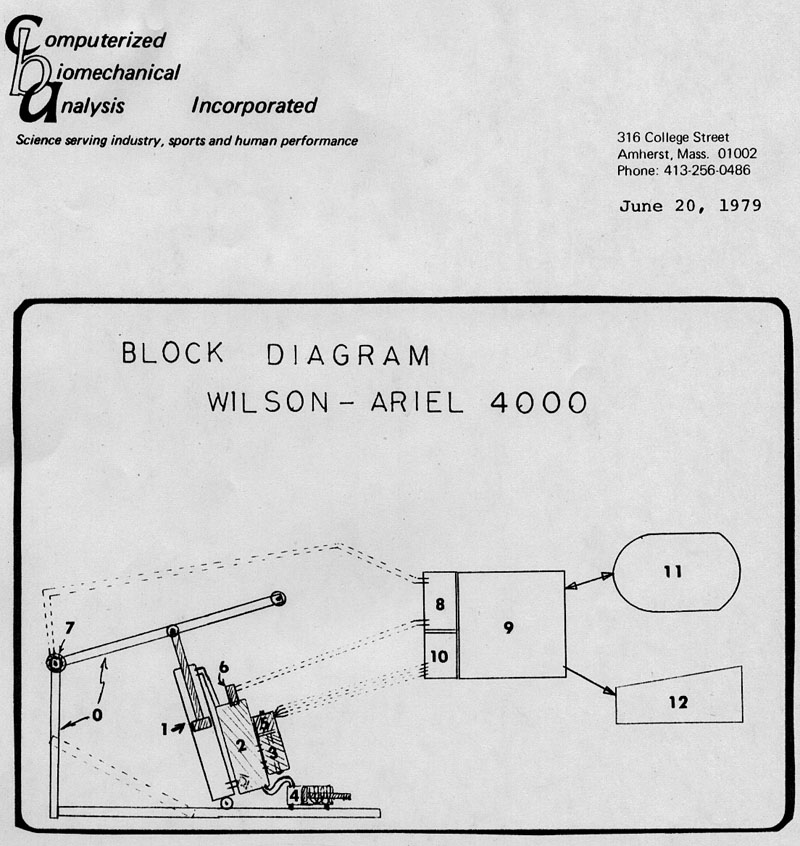 Computerized
biomechanical
analysis Incorporated
Science serving industry, sports and human performance
316 College Street
Amherst, Mass. 01002
Phone: 413-256-0486
June 20, 1979
BLOCK DIAGRAM
WILSON - ARIEL 4000
11
8
9
7
10
6
12
0
1
5
2
3
4